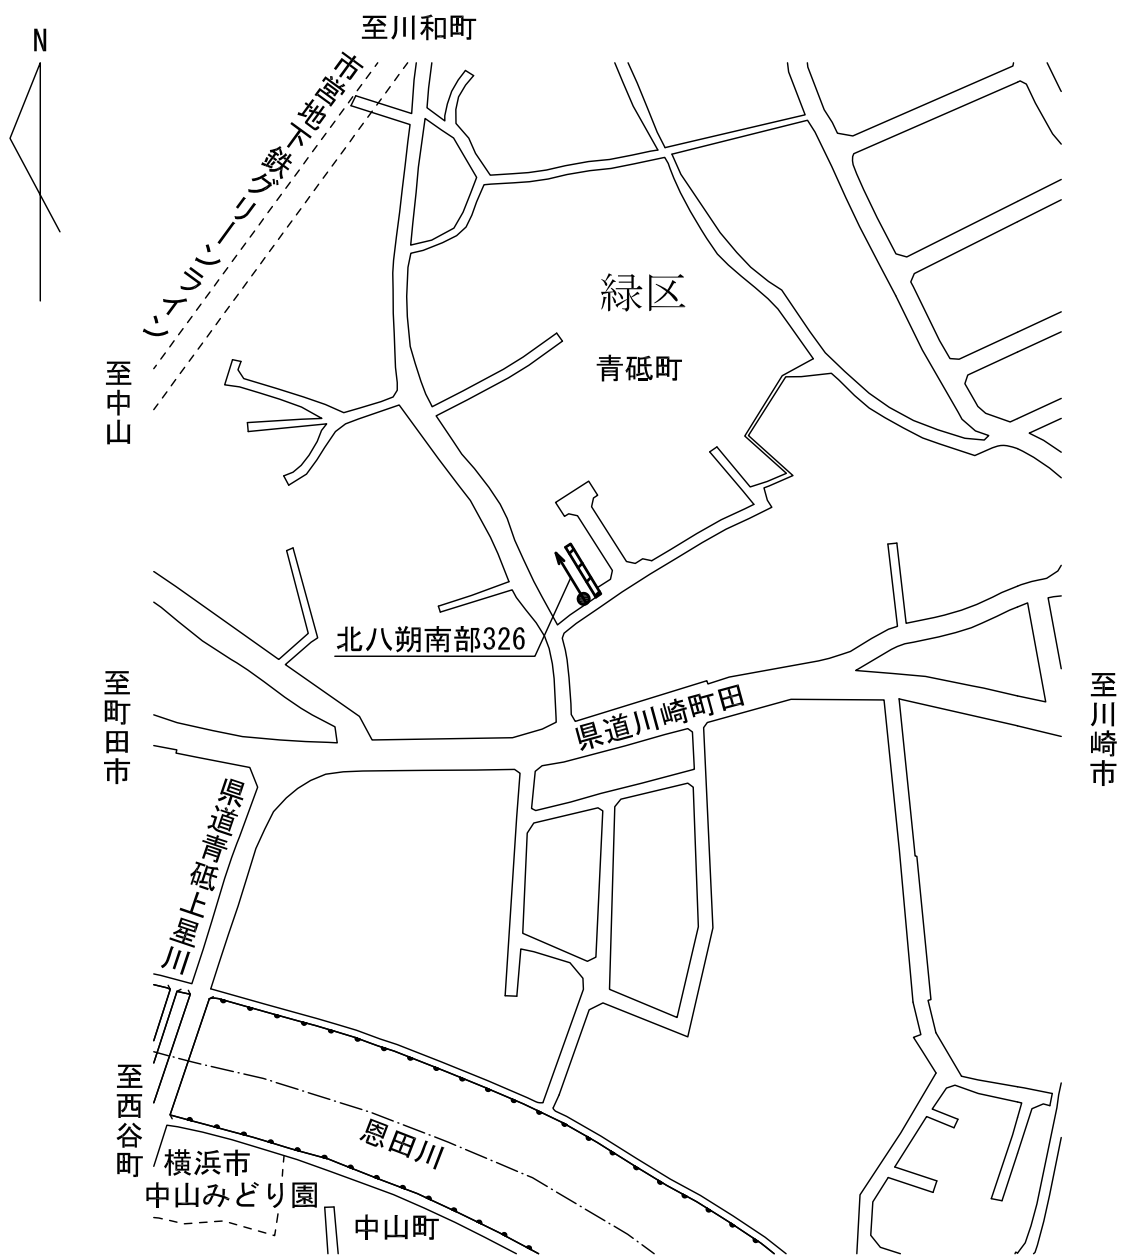 至川和町
N
市営地下鉄グリーンライン
緑区
青砥町
至中山
北八朔南部326
至町田市
県道川崎町田
至川崎市
県道青砥上星川
至西谷町
恩田川
横浜市
中山みどり園
中山町